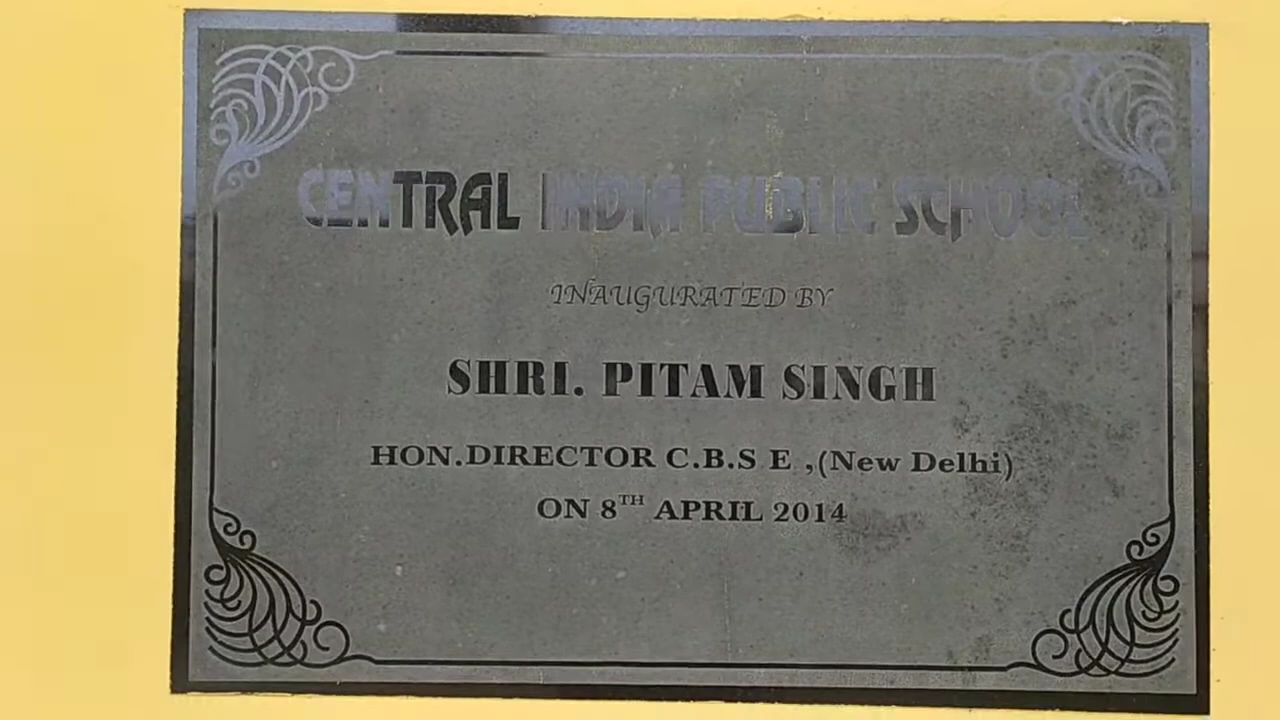 CENTRAL INDIA PUBLIC SCHOOL
INAUGURATED BY
SHRI. PITAM SINGH
HON.DIRECTOR C.B.S E ,(New Delhi)
ON 8TH APRIL 2014